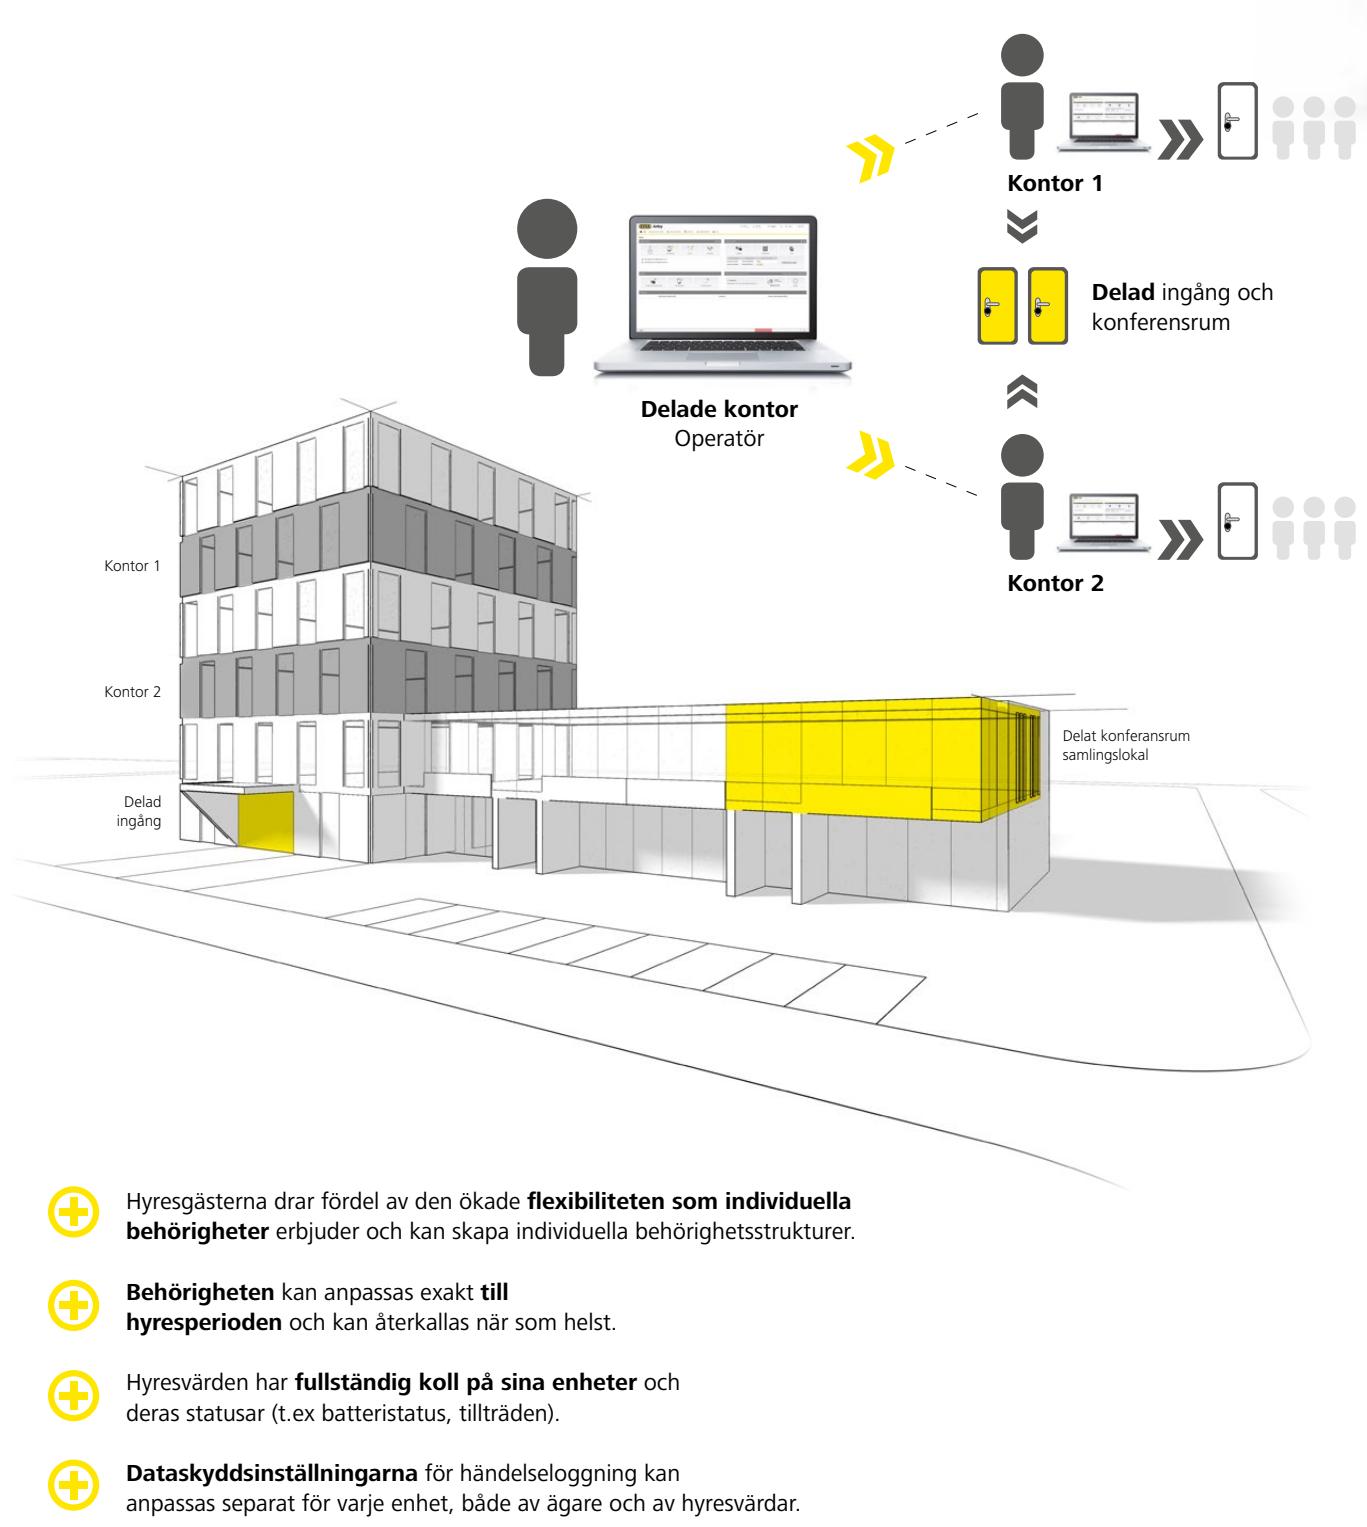 Kontor 1
Delad ingång och
konferensrum
Delade kontor
Operatör
Kontor 2
Kontor 1
Kontor 2
Delad
ingång
Delat konferansrum
samlingslokal
Hyresgästerna drar fördel av den ökade flexibiliteten som individuella
behörigheter erbjuder och kan skapa individuella behörighetsstrukturer.
Behörigheten kan anpassas exakt till
hyresperioden och kan återkallas när som helst.
Hyresvärden har fullständig koll på sina enheter och
deras statusar (t.ex batteristatus, tillträden).
Dataskyddsinställningarna för händelseloggning kan
anpassas separat för varje enhet, både av ägare och av hyresvärdar.